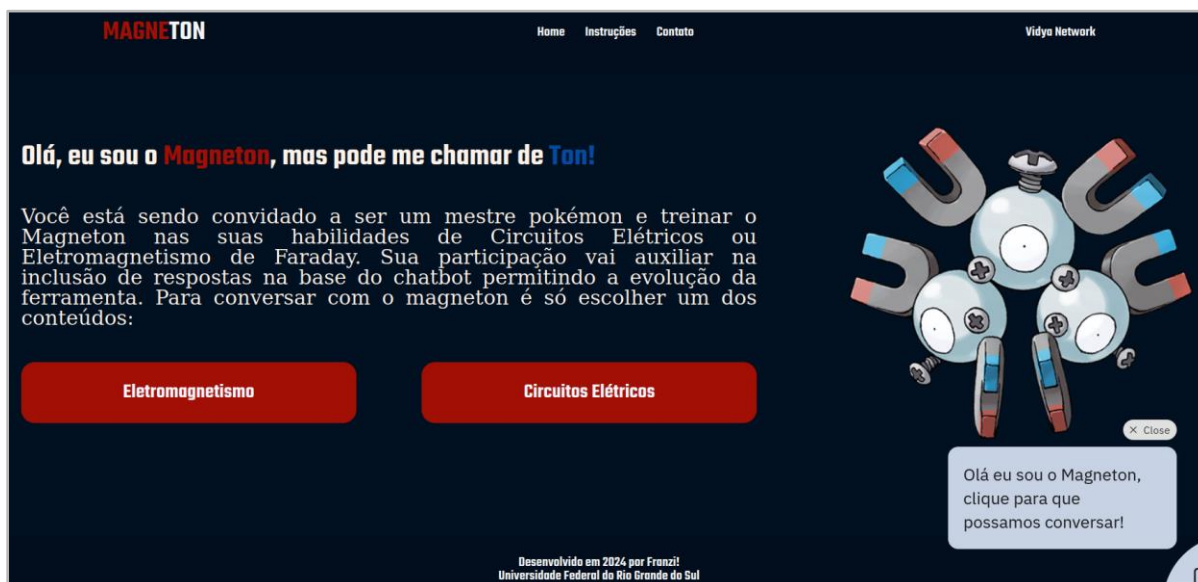 MAGNETON
Home Instruções Contato
Vidya Network
Olá, eu sou o Magneton, mas pode me chamar de Ton!
Você está sendo convidado a ser um mestre pokémon e treinar o
Magneton nas suas habilidades de Circuitos Elétricos ou
Eletromagnetismo de Faraday. Sua participação vai auxiliar na
inclusão de respostas na base do chatbot permitindo a evolução da
ferramenta. Para conversar com o magneton é só escolher um dos
conteúdos:
Eletromagnetismo
Circuitos Elétricos
× Close
Olá eu sou o Magneton,
clique para que
possamos conversar!
Desenvolvido em 2024 por Franzi!
Universidade Federal do Rio Grande do Sul